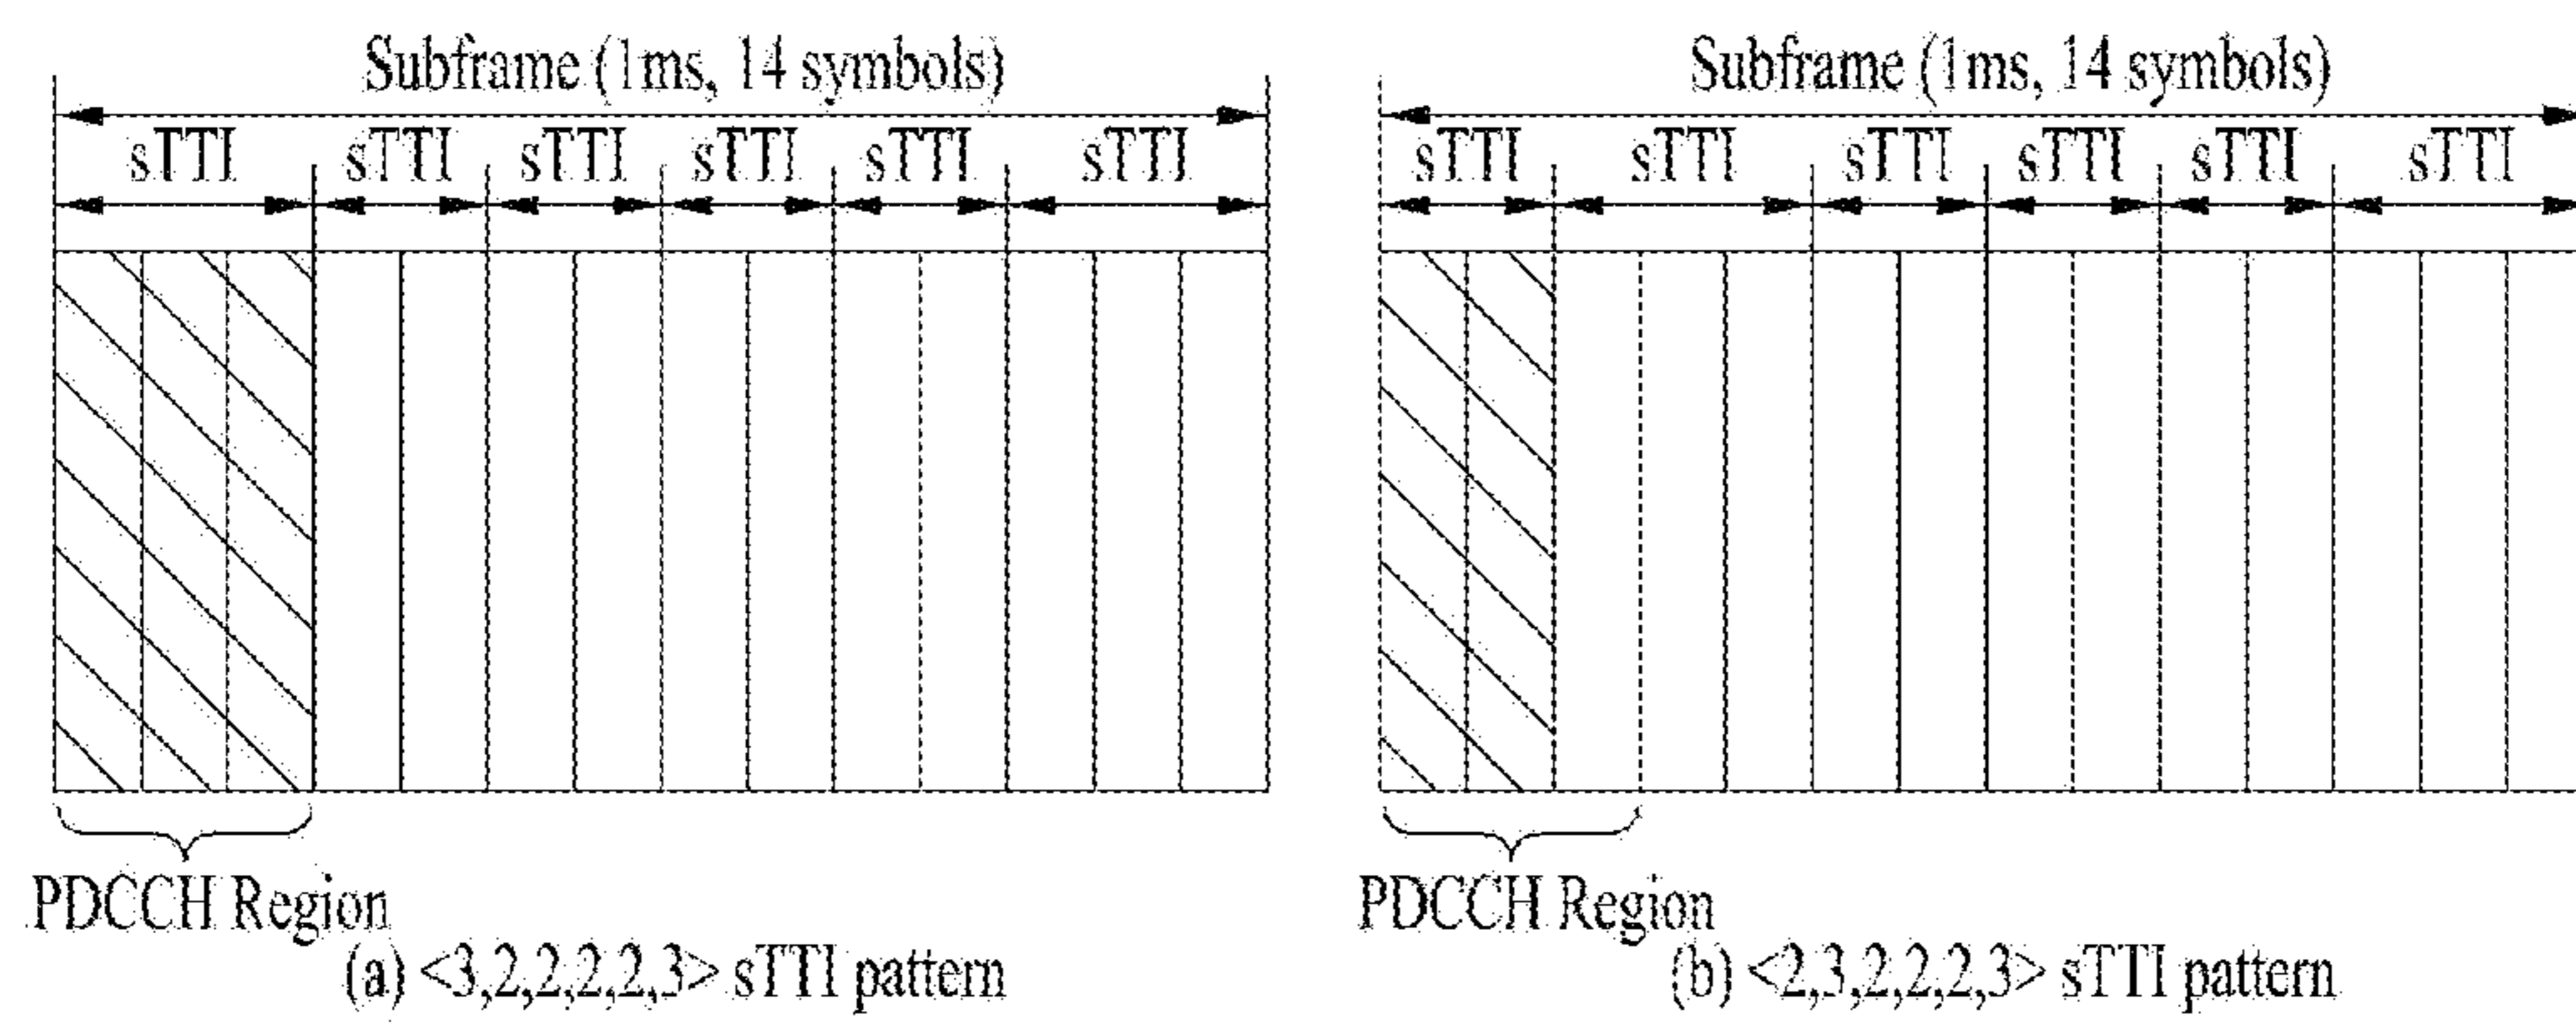 Subframe (1ms, 14 symbols)
sTTI sTTI sTTI sTTI sTTI sTTI
PDCCH Region
(a) <3,2,2,2,2,3> sTTI pattern
Subframe (1ms, 14 symbols)
sTTI sTTI sTTI sTTI sTTI sTTI
PDCCH Region
(b) <2,3,2,2,2,3> sTTI pattern